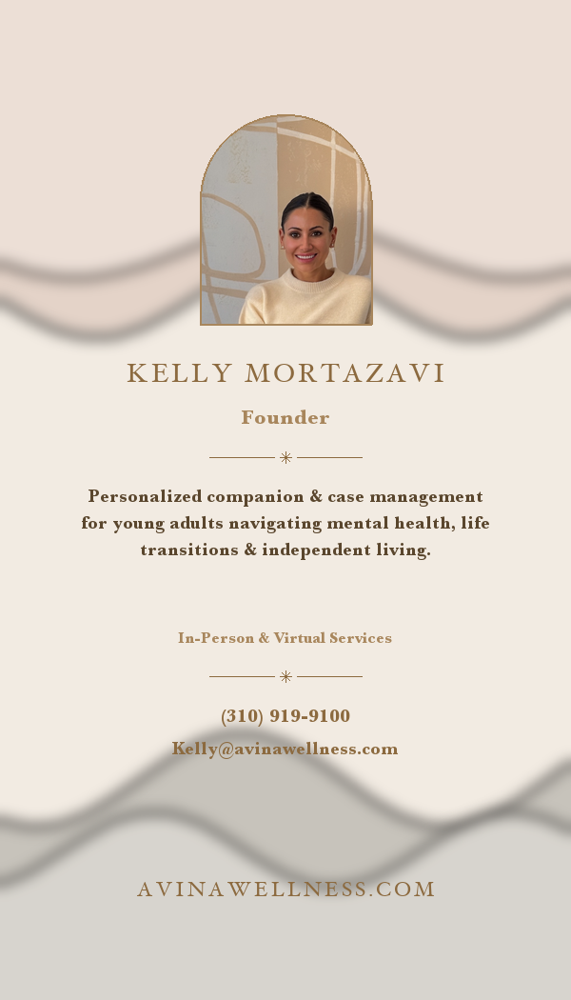 KELLY MORTAZAVI
Founder
Personalized companion & case management
for young adults navigating mental health, life
transitions & independent living.
In-Person & Virtual Services
(310) 919-9100
Kelly@avinawellness.com
AVINAWELLNESS.COM